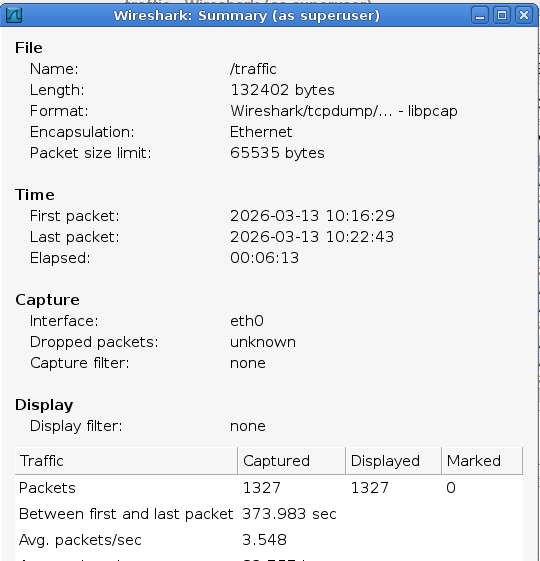 Wireshark: Summary (as superuser)
File
Name: /traffic
Length: 132402 bytes
Format: Wireshark/tcpdump/... - libpcap
Encapsulation: Ethernet
Packet size limit: 65535 bytes
Time
First packet: 2026-03-13 10:16:29
Last packet: 2026-03-13 10:22:43
Elapsed: 00:06:13
Capture
Interface: eth0
Dropped packets: unknown
Capture filter: none
Display
Display filter: none
Traffic Captured Displayed Marked
Packets 1327 1327 0
Between first and last packet 373.983 sec
Avg. packets/sec 3.548